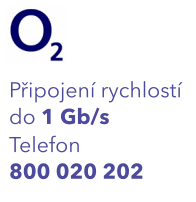 O2
Připojení rychlostí
do 1 Gb/s
Telefon
800 020 202